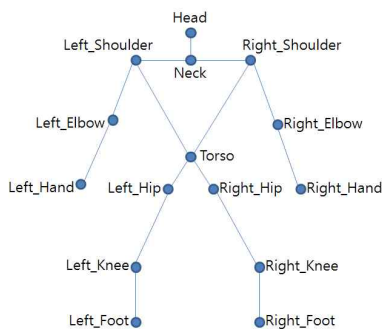 Head
Left_Shoulder
Right_Shoulder
Neck
Left_Elbow
Right_Elbow
Torso
Left_Hand
Left_Hip
Right_Hip
Right_Hand
Left_Knee
Right_Knee
Left_Foot
Right_Foot